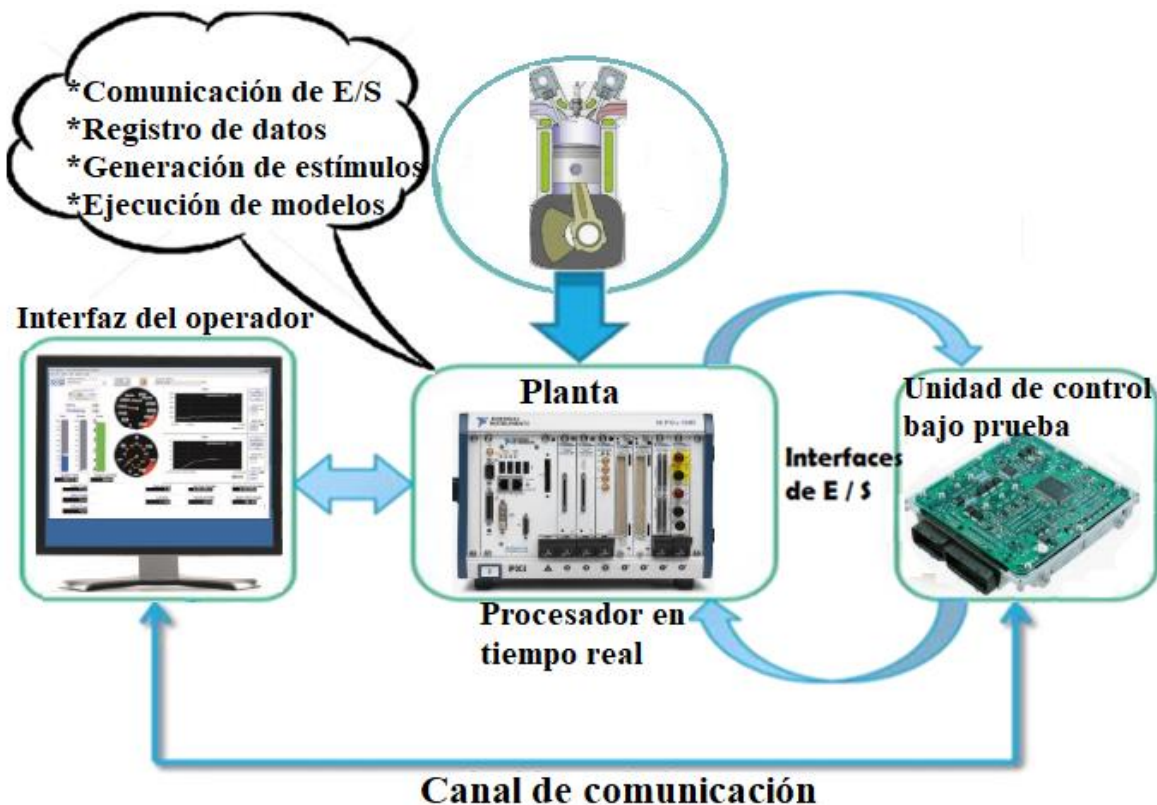 *Comunicación de E/S
*Registro de datos
*Generación de estímulos
*Ejecución de modelos
Interfaz del operador
Planta
Unidad de control
bajo prueba
Interfaces
de E / S
PXI
Procesador en
tiempo real
Canal de comunicación